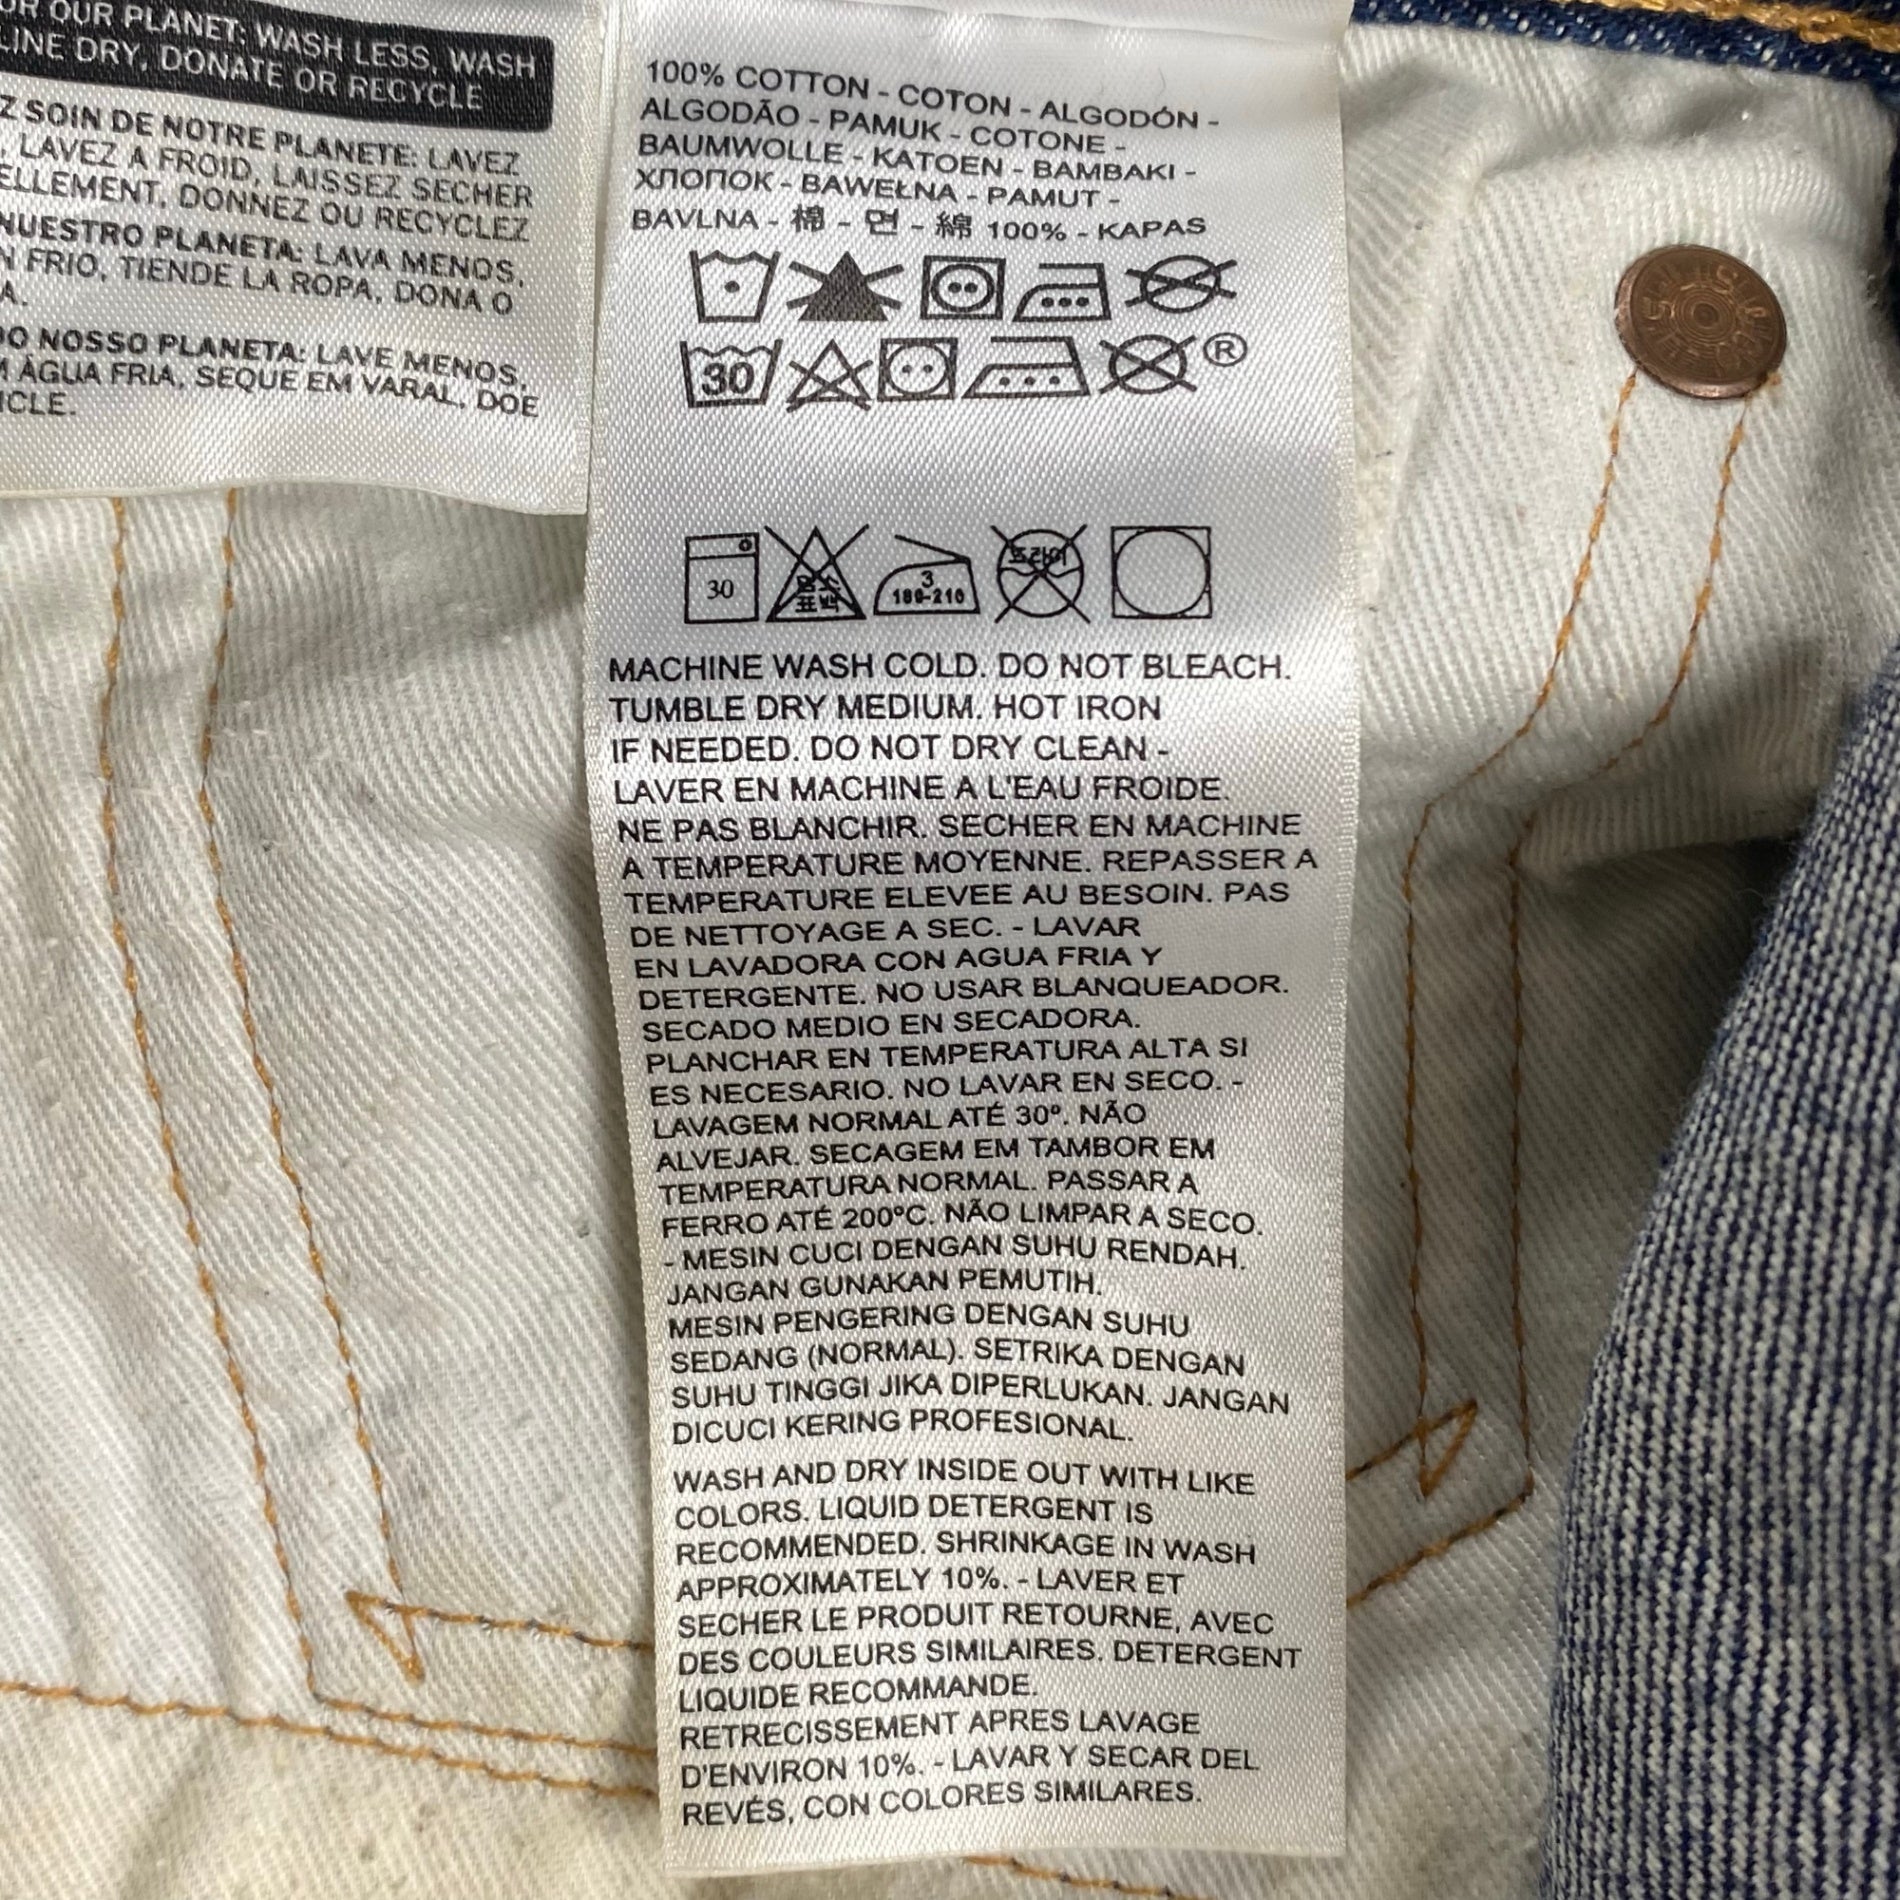 OUR PLANET: WASH LESS, WASH
LINE DRY, DONATE OR RECYCLE
SOIN DE NOTRE PLANETE: LAVEZ
, LAVEZ A FROID, LAISSEZ SECHER
DONNEZ OU RECYCLEZ
NUESTRO PLANETA: LAVA MENOS,
N FRIO, TIENDE LA ROPA, DONA O
A.
DO NOSSO PLANETA: LAVE MENOS,
ÁGUA FRIA, SEQUE EM VARAL, DOE
ICLE.
100% COTTON - COTON - ALGODÓN -
ALGODÃO - PAMUK - COTONE -
BAUMWOLLE - KATOEN - BAMBAKI -
ХЛОПОК - BAWEŁNA - PAMUT -
BAVLNA - 棉 - 면 - 綿 100% - KAPAS
30
®
30
염소
표백
3
180-210
드라이
MACHINE WASH COLD. DO NOT BLEACH.
TUMBLE DRY MEDIUM. HOT IRON
IF NEEDED. DO NOT DRY CLEAN -
LAVER EN MACHINE A L'EAU FROIDE.
NE PAS BLANCHIR. SECHER EN MACHINE
A TEMPERATURE MOYENNE. REPASSER A
TEMPERATURE ELEVEE AU BESOIN. PAS
DE NETTOYAGE A SEC. - LAVAR
EN LAVADORA CON AGUA FRIA Y
DETERGENTE. NO USAR BLANQUEADOR.
SECADO MEDIO EN SECADORA.
PLANCHAR EN TEMPERATURA ALTA SI
ES NECESARIO. NO LAVAR EN SECO. -
LAVAGEM NORMAL ATÉ 30º. NÃO
ALVEJAR. SECAGEM EM TAMBOR EM
TEMPERATURA NORMAL. PASSAR A
FERRO ATÉ 200ºC. NÃO LIMPAR A SECO.
- MESIN CUCI DENGAN SUHU RENDAH.
JANGAN GUNAKAN PEMUTIH.
MESIN PENGERING DENGAN SUHU
SEDANG (NORMAL). SETRIKA DENGAN
SUHU TINGGI JIKA DIPERLUKAN. JANGAN
DICUCI KERING PROFESIONAL.
WASH AND DRY INSIDE OUT WITH LIKE
COLORS. LIQUID DETERGENT IS
RECOMMENDED. SHRINKAGE IN WASH
APPROXIMATELY 10%. - LAVER ET
SECHER LE PRODUIT RETOURNE, AVEC
DES COULEURS SIMILAIRES. DETERGENT
LIQUIDE RECOMMANDE.
RETRECISSEMENT APRES LAVAGE
D'ENVIRON 10%. - LAVAR Y SECAR DEL
REVÉS, CON COLORES SIMILARES.